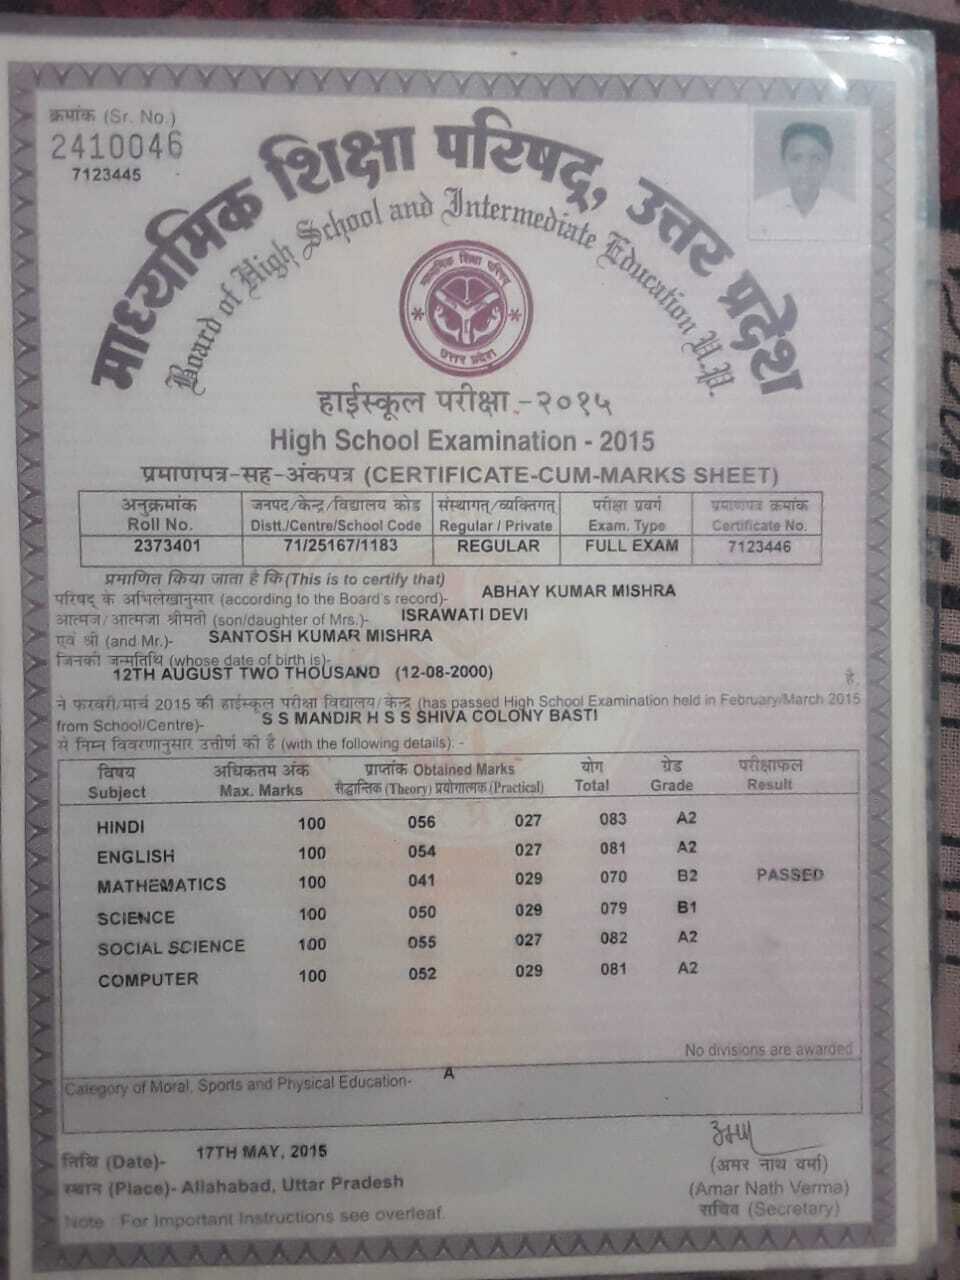 क्रमांक (Sr. No.)
2410046
7123445
माध्यमिक शिक्षा परिषद्, उत्तर प्रदेश
Board of High School and Intermediate Education U.P.
माध्यमिक शिक्षा परिषद्
उत्तर प्रदेश
हाईस्कूल परीक्षा-२०१५
High School Examination - 2015
प्रमाणपत्र-सह-अंकपत्र (CERTIFICATE-CUM-MARKS SHEET)
अनुक्रमांक जनपद/केन्द्र/विद्यालय कोड संस्थागत/व्यक्तिगत परीक्षा प्रवर्ग प्रमाणपत्र क्रमांक
Roll No. Distt./Centre/School Code Regular / Private Exam. Type Certificate No.
2373401 71/25167/1183 REGULAR FULL EXAM 7123446
प्रमाणित किया जाता है कि (This is to certify that)
परिषद् के अभिलेखानुसार (according to the Board's record)- ABHAY KUMAR MISHRA
आत्मज/आत्मजा श्रीमती (son/daughter of Mrs.)- ISRAWATI DEVI
एवं श्री (and Mr.)- SANTOSH KUMAR MISHRA
जिनकी जन्मतिथि (whose date of birth is)-
12TH AUGUST TWO THOUSAND (12-08-2000) है,
ने फरवरी/मार्च 2015 की हाईस्कूल परीक्षा विद्यालय/केन्द्र (has passed High School Examination held in February/March 2015
from School/Centre)- S S MANDIR H S S SHIVA COLONY BASTI
से निम्न विवरणानुसार उत्तीर्ण की है (with the following details): -
विषय अधिकतम अंक प्राप्तांक Obtained Marks योग ग्रेड परीक्षाफल
Subject Max. Marks सैद्धान्तिक (Theory) प्रयोगात्मक (Practical) Total Grade Result
HINDI 100 056 027 083 A2
ENGLISH 100 054 027 081 A2
MATHEMATICS 100 041 029 070 B2 PASSED
SCIENCE 100 050 029 079 B1
SOCIAL SCIENCE 100 055 027 082 A2
COMPUTER 100 052 029 081 A2
No divisions are awarded
Category of Moral, Sports and Physical Education- A
तिथि (Date)- 17TH MAY, 2015
स्थान (Place)- Allahabad, Uttar Pradesh
(अमर नाथ वर्मा)
(Amar Nath Verma)
सचिव (Secretary)
Note : For Important Instructions see overleaf.